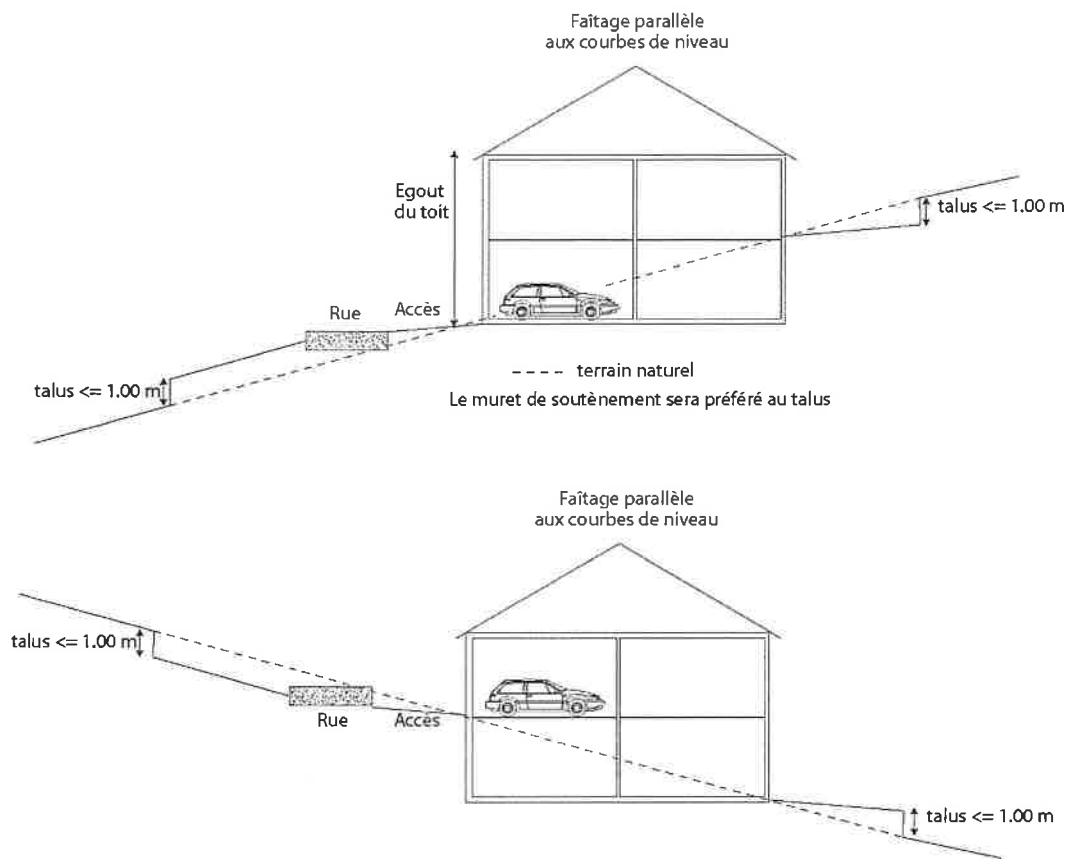 Faîtage parallèle
aux courbes de niveau
Egout
du toit
talus <= 1.00 m
Rue
Accès
talus <= 1.00 m
terrain naturel
Le muret de soutènement sera préféré au talus
Faîtage parallèle
aux courbes de niveau
talus <= 1.00 m
Rue
Accès
talus <= 1.00 m